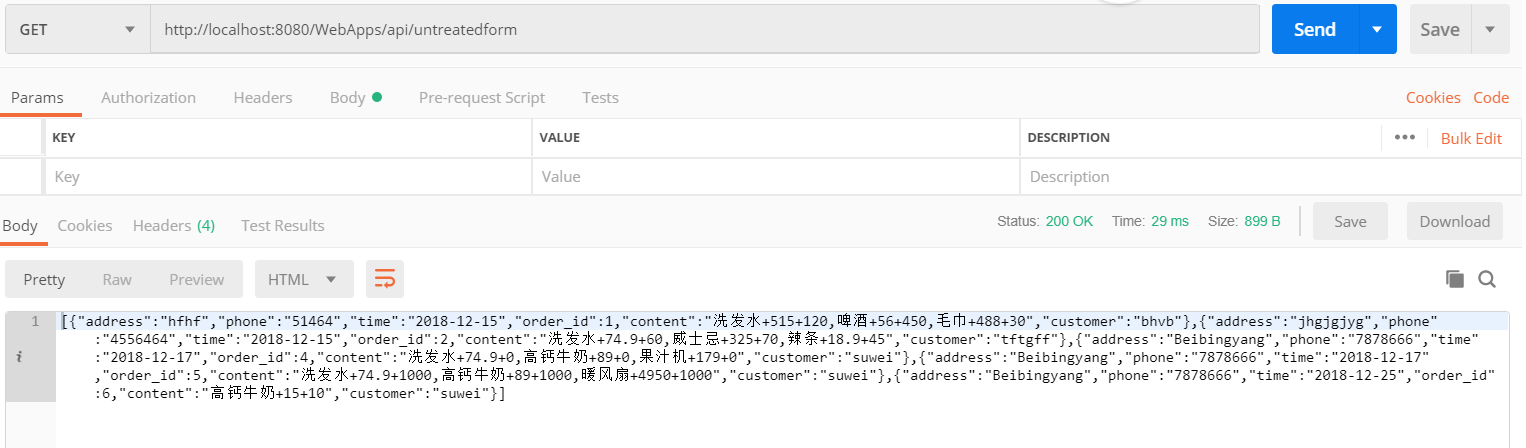 GET http://localhost:8080/WebApps/api/untreatedform Send Save
Params Authorization Headers Body Pre-request Script Tests Cookies Code
KEY VALUE DESCRIPTION ••• Bulk Edit
Key Value Description
Body Cookies Headers (4) Test Results Status: 200 OK Time: 29 ms Size: 899 B Save Download
Pretty Raw Preview HTML
1 [{"address":"hfhf","phone":"51464","time":"2018-12-15","order_id":1,"content":"洗发水+515+120,啤酒+56+450,毛巾+488+30","customer":"bhvb"},{"address":"jhgjgjyg","phone"
i :"4556464","time":"2018-12-15","order_id":2,"content":"洗发水+74.9+60,威士忌+325+70,辣条+18.9+45","customer":"tftgff"},{"address":"Beibingyang","phone":"7878666","time"
:"2018-12-17","order_id":4,"content":"洗发水+74.9+0,高钙牛奶+89+0,果汁机+179+0","customer":"suwei"},{"address":"Beibingyang","phone":"7878666","time":"2018-12-17"
,"order_id":5,"content":"洗发水+74.9+1000,高钙牛奶+89+1000,暖风扇+4950+1000","customer":"suwei"},{"address":"Beibingyang","phone":"7878666","time":"2018-12-25","order_id"
:6,"content":"高钙牛奶+15+10","customer":"suwei"}]